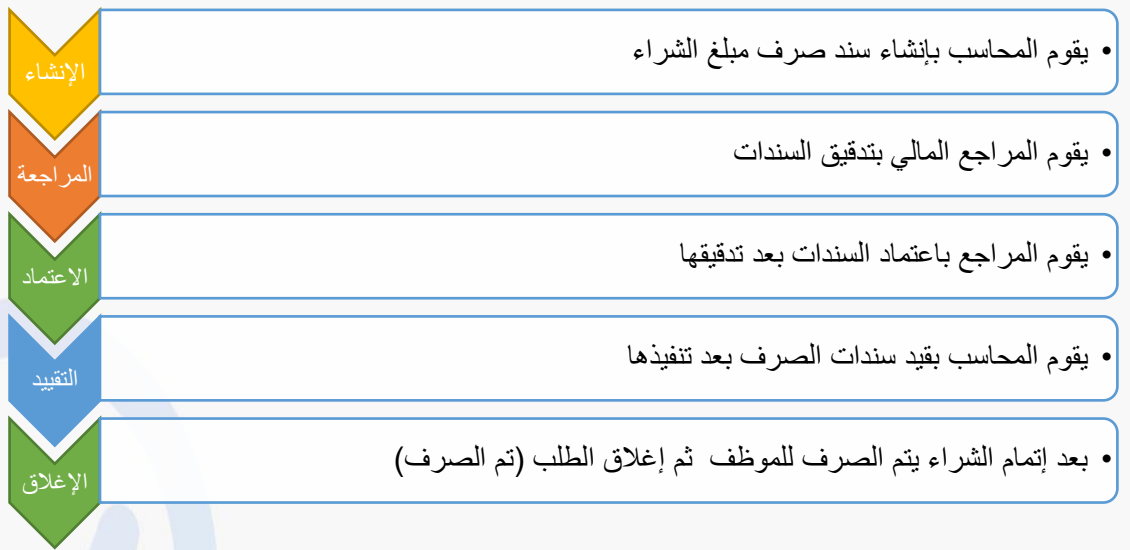 الإنشاء
• يقوم المحاسب بإنشاء سند صرف مبلغ الشراء
المراجعة
• يقوم المراجع المالي بتدقيق السندات
الاعتماد
• يقوم المراجع باعتماد السندات بعد تدقيقها
التقييد
• يقوم المحاسب بقيد سندات الصرف بعد تنفيذها
الإغلاق
• بعد إتمام الشراء يتم الصرف للموظف ثم إغلاق الطلب (تم الصرف)